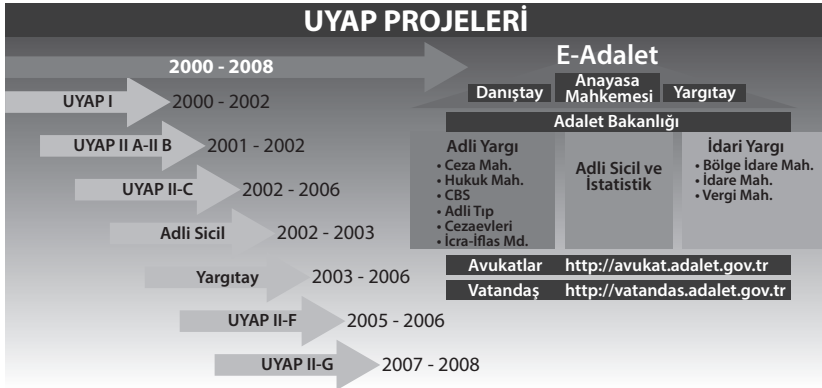 UYAP PROJELERİ
2000 - 2008
UYAP I 2000 - 2002
UYAP II A-II B 2001 - 2002
UYAP II-C 2002 - 2006
Adli Sicil 2002 - 2003
Yargıtay 2003 - 2006
UYAP II-F 2005 - 2006
UYAP II-G 2007 - 2008
E-Adalet
Danıştay
Anayasa
Mahkemesi
Yargıtay
Adalet Bakanlığı
Adli Yargı
• Ceza Mah.
• Hukuk Mah.
• CBS
• Adli Tıp
• Cezaevleri
• İcra-İflas Md.
Adli Sicil ve
İstatistik
İdari Yargı
• Bölge İdare Mah.
• İdare Mah.
• Vergi Mah.
Avukatlar http://avukat.adalet.gov.tr
Vatandaş http://vatandas.adalet.gov.tr